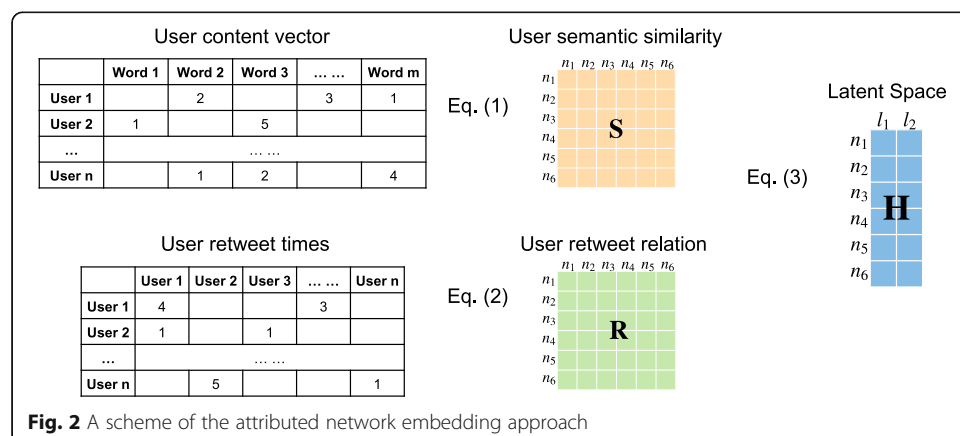 User content vector
Word 1 Word 2 Word 3 ... ... Word m
User 1 2 3 1
User 2 1 5
... ... ...
User n 1 2 4
Eq. (1)
User semantic similarity
n1 n2 n3 n4 n5 n6
n1
n2
n3
n4
n5
n6
S
User retweet times
User 1 User 2 User 3 ... ... User n
User 1 4 3
User 2 1 1
... ... ...
User n 5 1
Eq. (2)
User retweet relation
n1 n2 n3 n4 n5 n6
n1
n2
n3
n4
n5
n6
R
Eq. (3)
Latent Space
l1 l2
n1
n2
n3
n4
n5
n6
H
Fig. 2 A scheme of the attributed network embedding approach